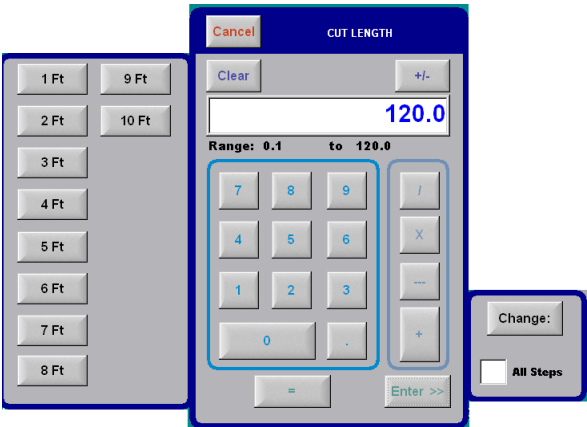 Cancel CUT LENGTH
Clear +/-
120.0
Range: 0.1 to 120.0
1 Ft 9 Ft
2 Ft 10 Ft
3 Ft
4 Ft
5 Ft
6 Ft
7 Ft
8 Ft
7 8 9 /
4 5 6 X
1 2 3 ---
0 . +
= Enter >>
Change:
All Steps